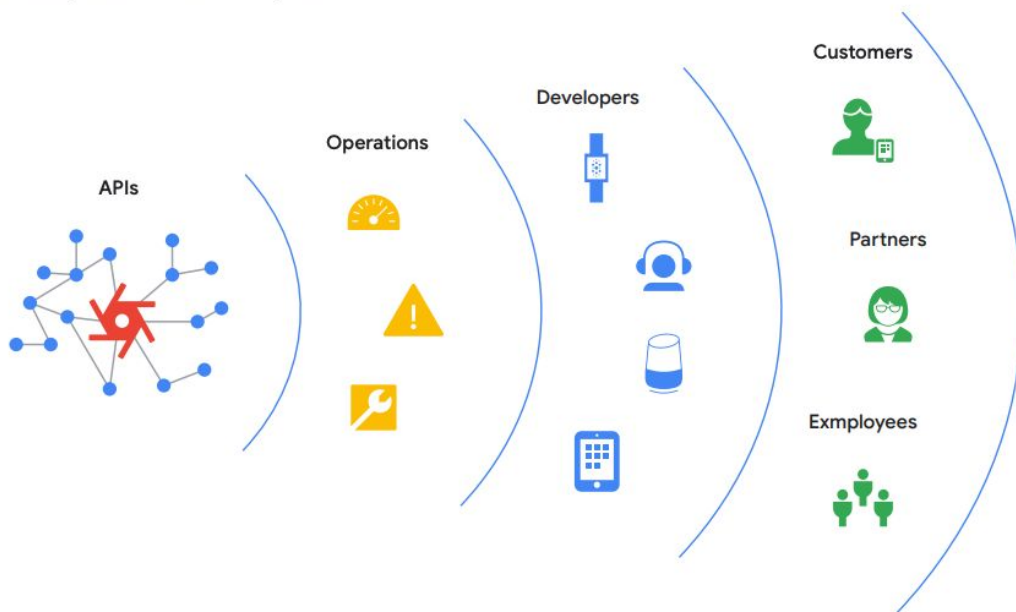 APIs
Operations
Developers
Customers
Partners
Exmployees